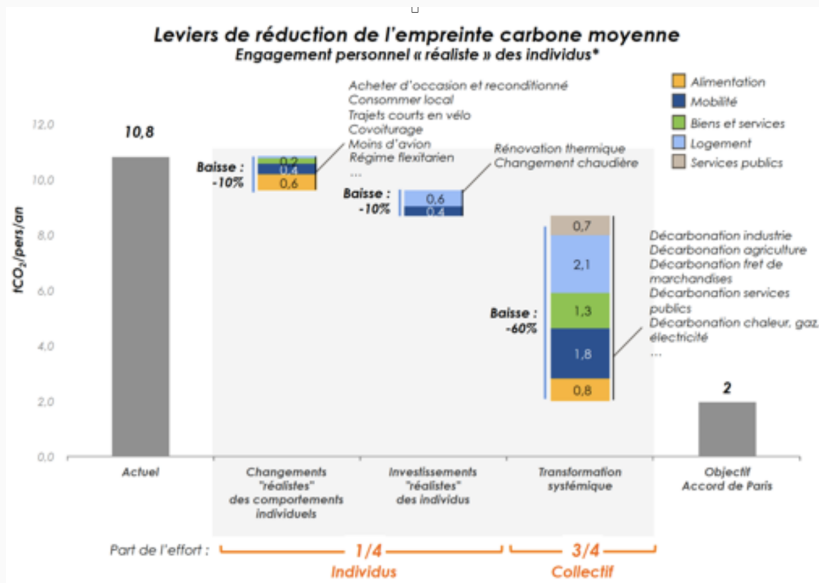 Leviers de réduction de l'empreinte carbone moyenne
Engagement personnel « réaliste » des individus*
Alimentation
Mobilité
Biens et services
Logement
Services publics
tCO₂/pers/an
12.0
10.0
8.0
6.0
4.0
2.0
0,0
10,8
Baisse :
-10%
0.2
0.4
0,6
Acheter d'occasion et reconditionné
Consommer local
Trajets courts en vélo
Covoiturage
Moins d'avion
Régime flexitarien
...
Baisse :
-10%
0,6
0.4
Rénovation thermique
Changement chaudière
Baisse :
-60%
0,7
2,1
1,3
1,8
0,8
Décarbonation industrie
Décarbonation agriculture
Décarbonation fret de
marchandises
Décarbonation services
publics
Décarbonation chaleur, gaz,
électricité
...
2
Actuel
Changements
"réalistes"
des comportements
individuels
Investissements
"réalistes"
des individus
Transformation
systémique
Objectif
Accord de Paris
Part de l'effort :
1/4
Individus
3/4
Collectif